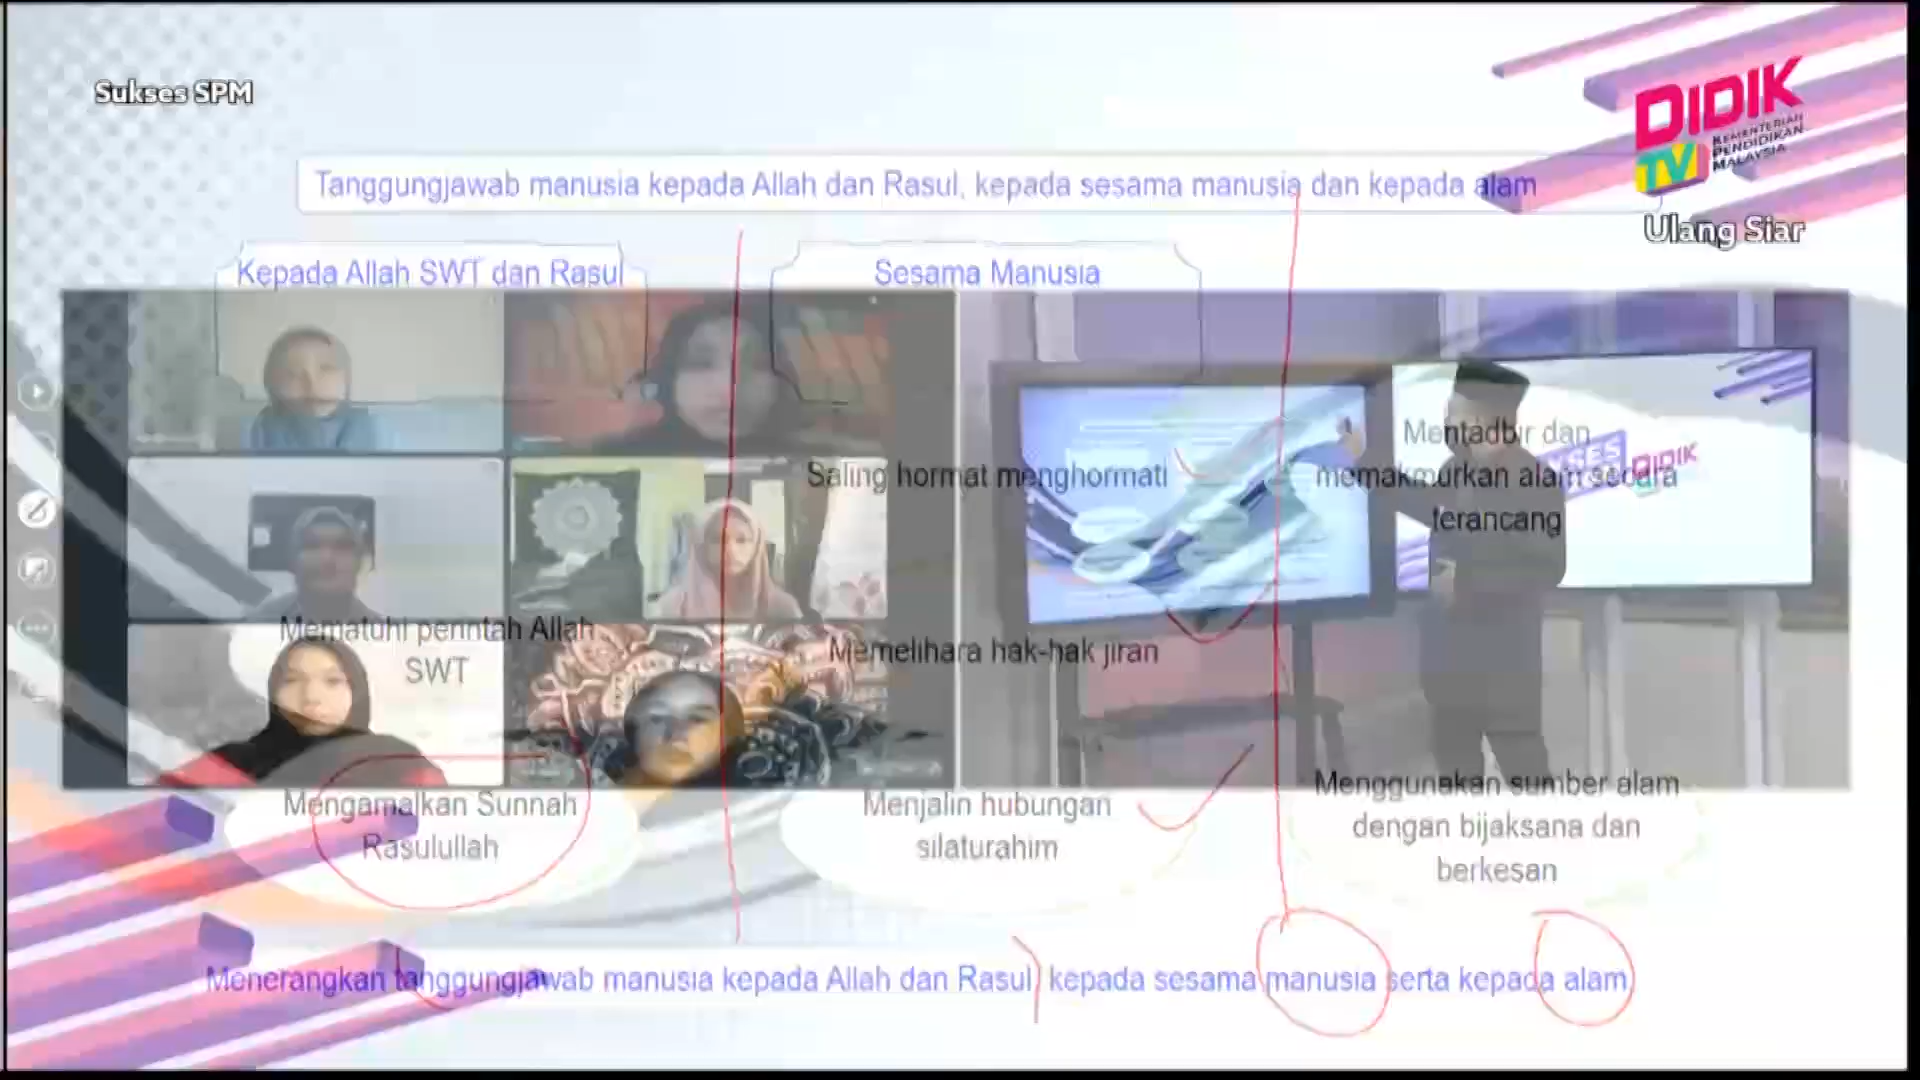 Sukses SPM
DIDIK
TV
KEMENTERIAN
PENDIDIKAN
MALAYSIA
Ulang Siar
Tanggungjawab manusia kepada Allah dan Rasul, kepada sesama manusia dan kepada alam
Kepada Allah SWT dan Rasul
Sesama Manusia
Mematuhi perintah Allah
SWT
Mengamalkan Sunnah
Rasulullah
Saling hormat menghormati
Memelihara hak-hak jiran
Menjalin hubungan
silaturahim
Mentadbir dan
memakmurkan alam secara
terancang
DIDIK
Menggunakan sumber alam
dengan bijaksana dan
berkesan
Menerangkan tanggungjawab manusia kepada Allah dan Rasul, kepada sesama manusia serta kepada alam